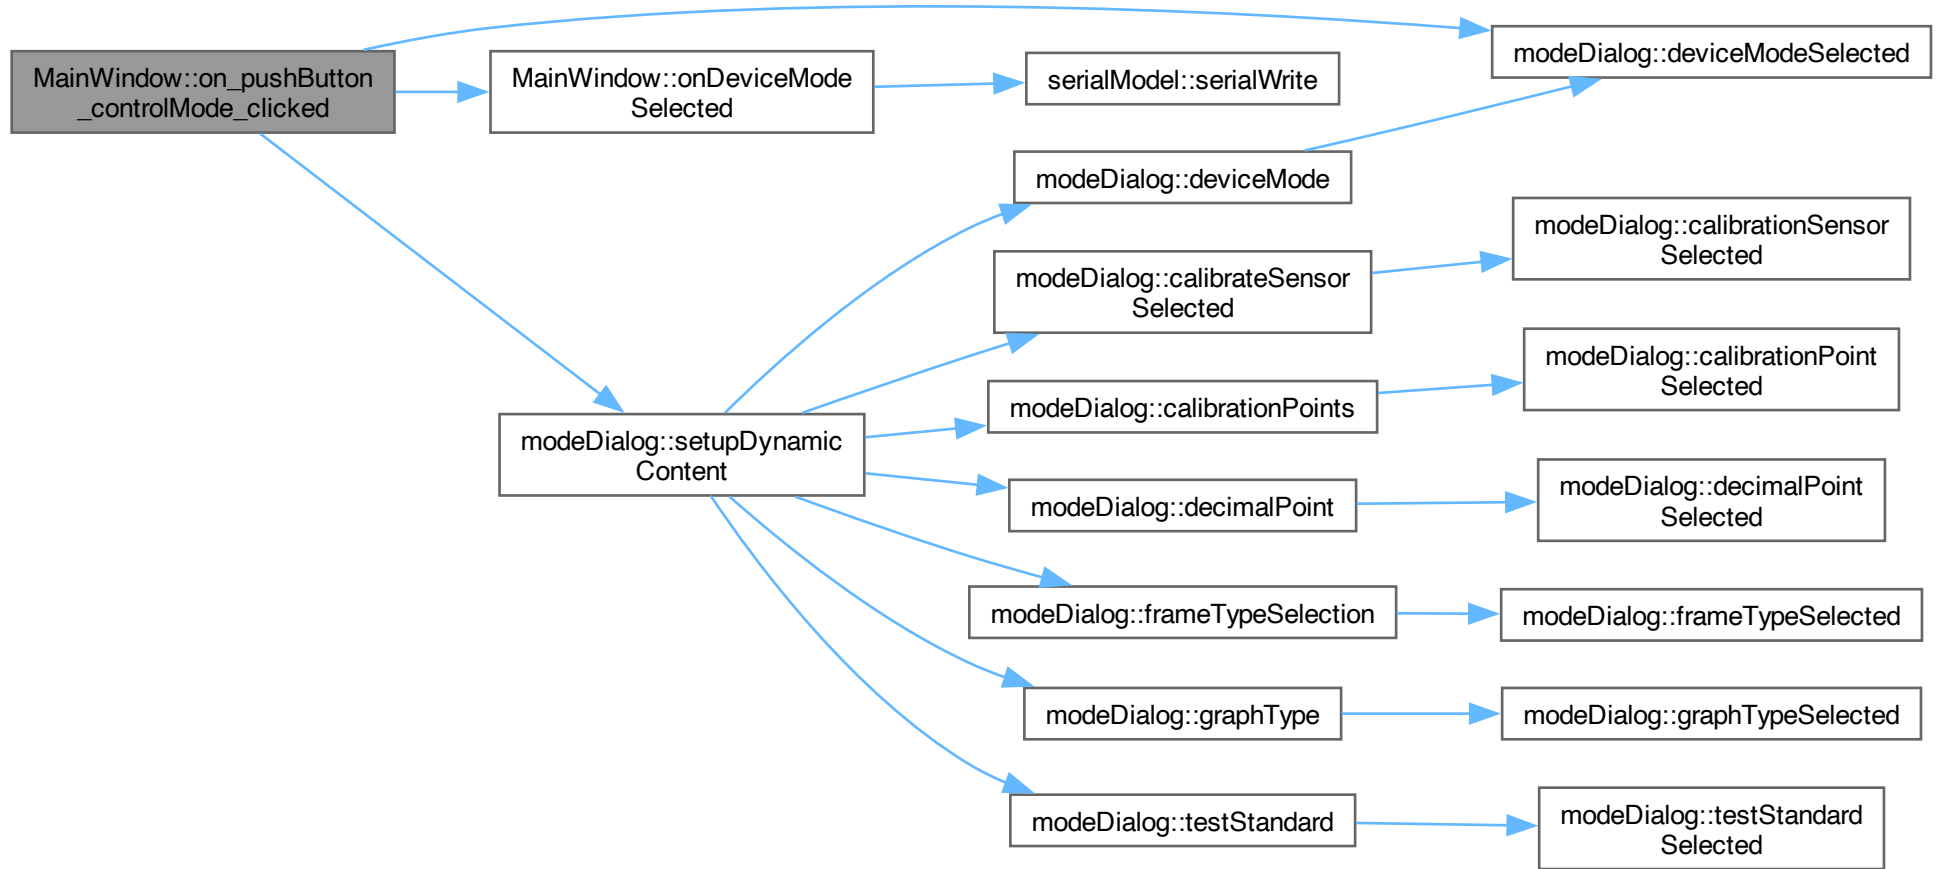 MainWindow::on_pushButton
_controlMode_clicked
MainWindow::onDeviceMode
Selected
serialModel::serialWrite
modeDialog::deviceModeSelected
modeDialog::deviceMode
modeDialog::calibrateSensor
Selected
modeDialog::calibrationSensor
Selected
modeDialog::calibrationPoints
modeDialog::calibrationPoint
Selected
modeDialog::setupDynamic
Content
modeDialog::decimalPoint
modeDialog::decimalPoint
Selected
modeDialog::frameTypeSelection
modeDialog::frameTypeSelected
modeDialog::graphType
modeDialog::graphTypeSelected
modeDialog::testStandard
modeDialog::testStandard
Selected